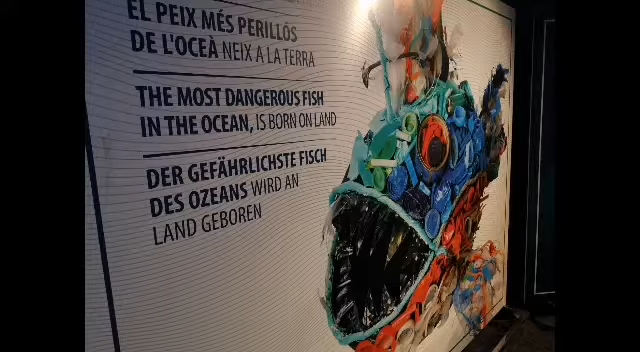 EL PEIX MÉS PERILLÓS
DE L'OCEÀ NEIX A LA TERRA
THE MOST DANGEROUS FISH
IN THE OCEAN, IS BORN ON LAND
DER GEFÄHRLICHSTE FISCH
DES OZEANS WIRD AN
LAND GEBOREN